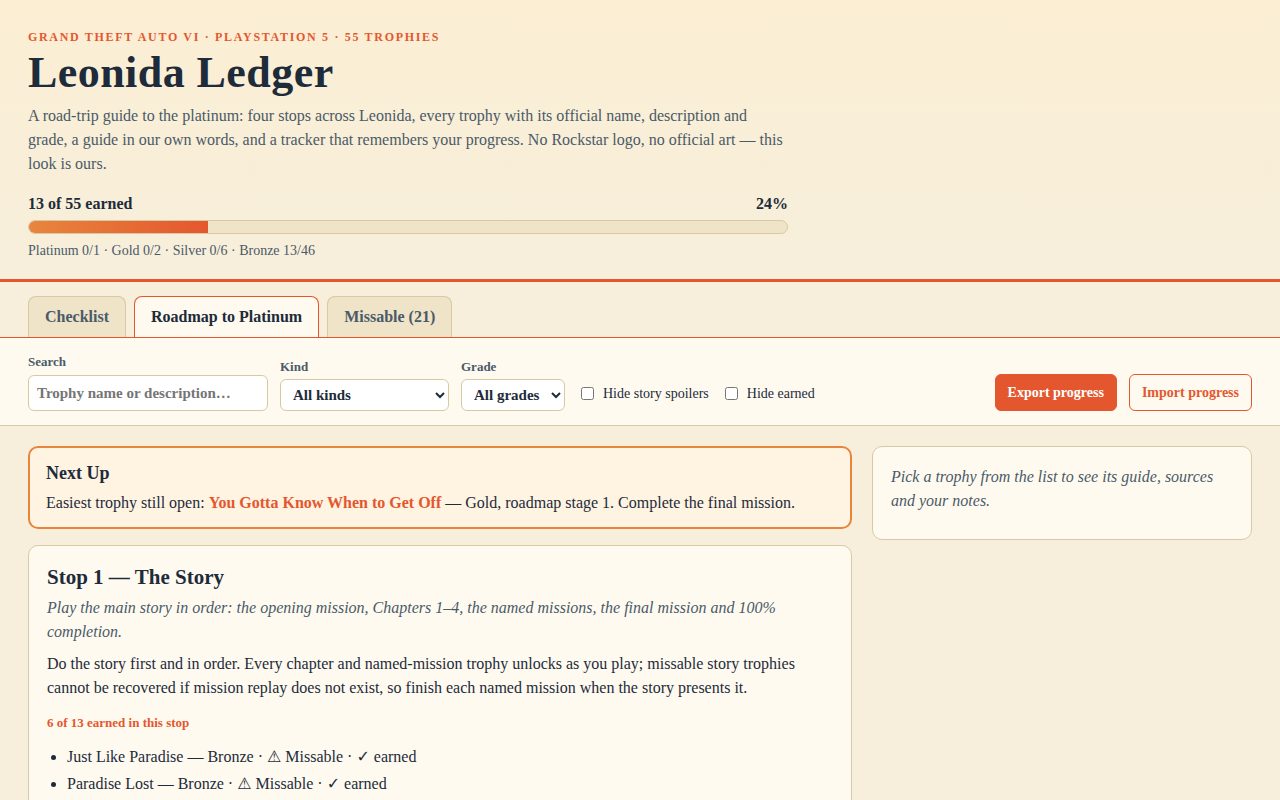 GRAND THEFT AUTO VI · PLAYSTATION 5 · 55 TROPHIES
Leonida Ledger
A road-trip guide to the platinum: four stops across Leonida, every trophy with its official name, description and
grade, a guide in our own words, and a tracker that remembers your progress. No Rockstar logo, no official art — this
look is ours.
13 of 55 earned 24%
Platinum 0/1 · Gold 0/2 · Silver 0/6 · Bronze 13/46
Checklist Roadmap to Platinum Missable (21)
Search Kind Grade
Trophy name or description… All kinds All grades Hide story spoilers Hide earned Export progress Import progress
Next Up
Easiest trophy still open: You Gotta Know When to Get Off — Gold, roadmap stage 1. Complete the final mission.
Pick a trophy from the list to see its guide, sources
and your notes.
Stop 1 — The Story
Play the main story in order: the opening mission, Chapters 1–4, the named missions, the final mission and 100%
completion.
Do the story first and in order. Every chapter and named-mission trophy unlocks as you play; missable story trophies
cannot be recovered if mission replay does not exist, so finish each named mission when the story presents it.
6 of 13 earned in this stop
• Just Like Paradise — Bronze · ⚠ Missable · ✓ earned
• Paradise Lost — Bronze · ⚠ Missable · ✓ earned